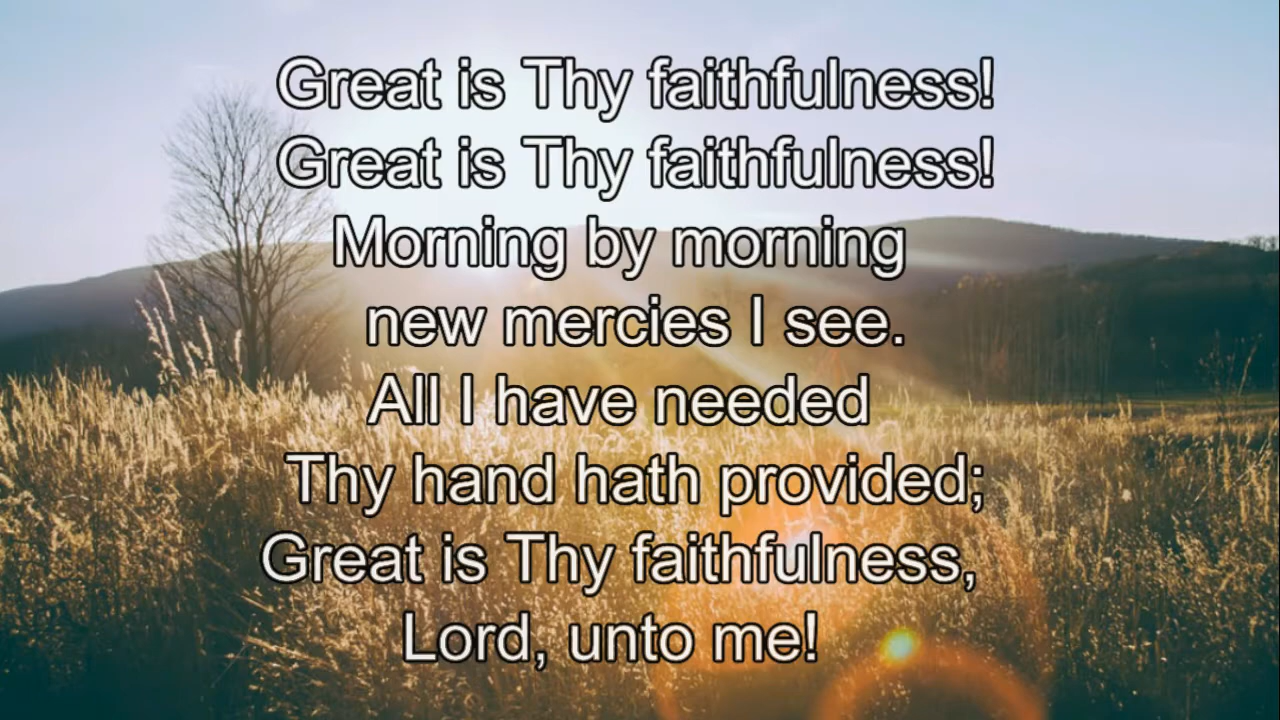 Great is Thy faithfulness!
Great is Thy faithfulness!
Morning by morning
new mercies I see.
All I have needed
Thy hand hath provided;
Great is Thy faithfulness,
Lord, unto me!